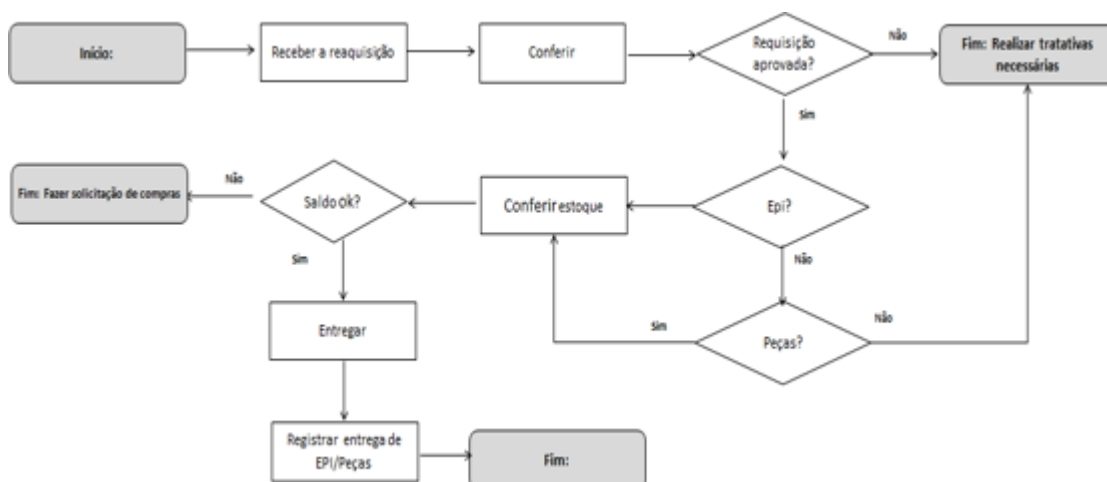 Início:
Receber a reaquisição
Conferir
Requisição
aprovada?
Não
Fim: Realizar tratativas
necessárias
Sim
Fim: Fazer solicitação de compras
Não
Saldo ok?
Conferir estoque
Epi?
Sim
Não
Entregar
Sim
Peças?
Não
Registrar entrega de
EPI/Peças
Fim: